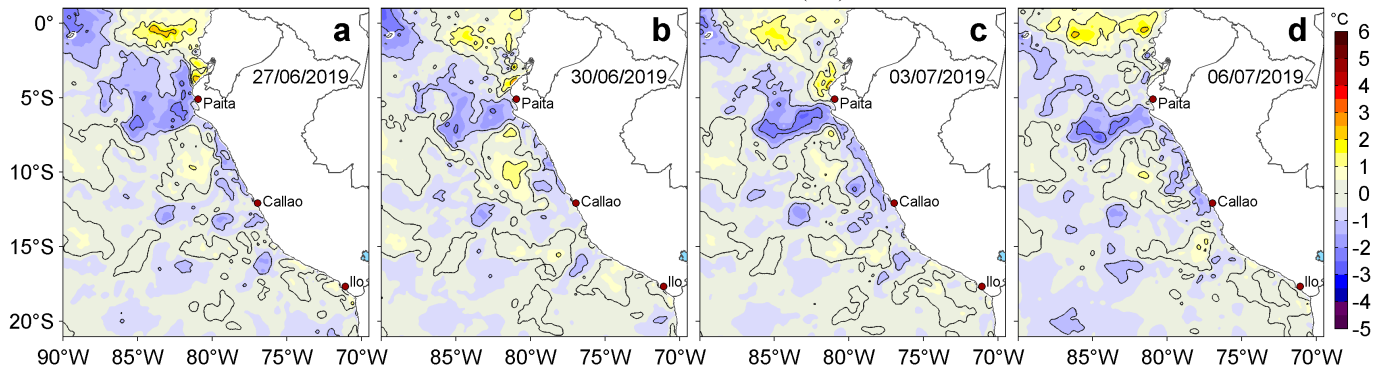 a
b
c
d
27/06/2019
30/06/2019
03/07/2019
06/07/2019
Paita
Callao
Ilo
Paita
Callao
Ilo
Paita
Callao
Ilo
Paita
Callao
Ilo
0°
5°S
10°S
15°S
20°S
90°W 85°W 80°W 75°W 70°W
85°W 80°W 75°W 70°W
85°W 80°W 75°W 70°W
85°W 80°W 75°W 70°W
°C
6
5
4
3
2
1
0
-1
-2
-3
-4
-5